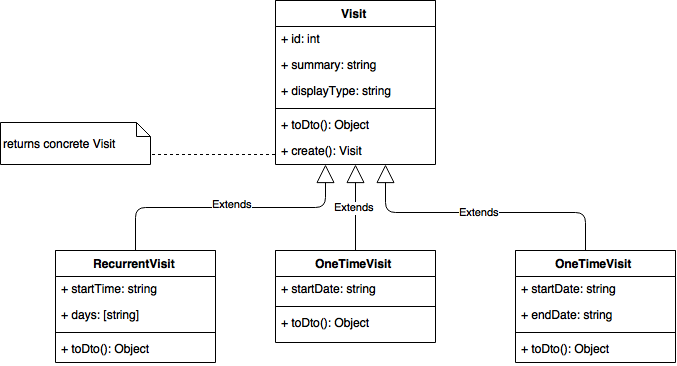 Visit
+ id: int
+ summary: string
+ displayType: string
+ toDto(): Object
+ create(): Visit
returns concrete Visit
Extends
Extends
Extends
RecurrentVisit
+ startTime: string
+ days: [string]
+ toDto(): Object
OneTimeVisit
+ startDate: string
+ toDto(): Object
OneTimeVisit
+ startDate: string
+ endDate: string
+ toDto(): Object